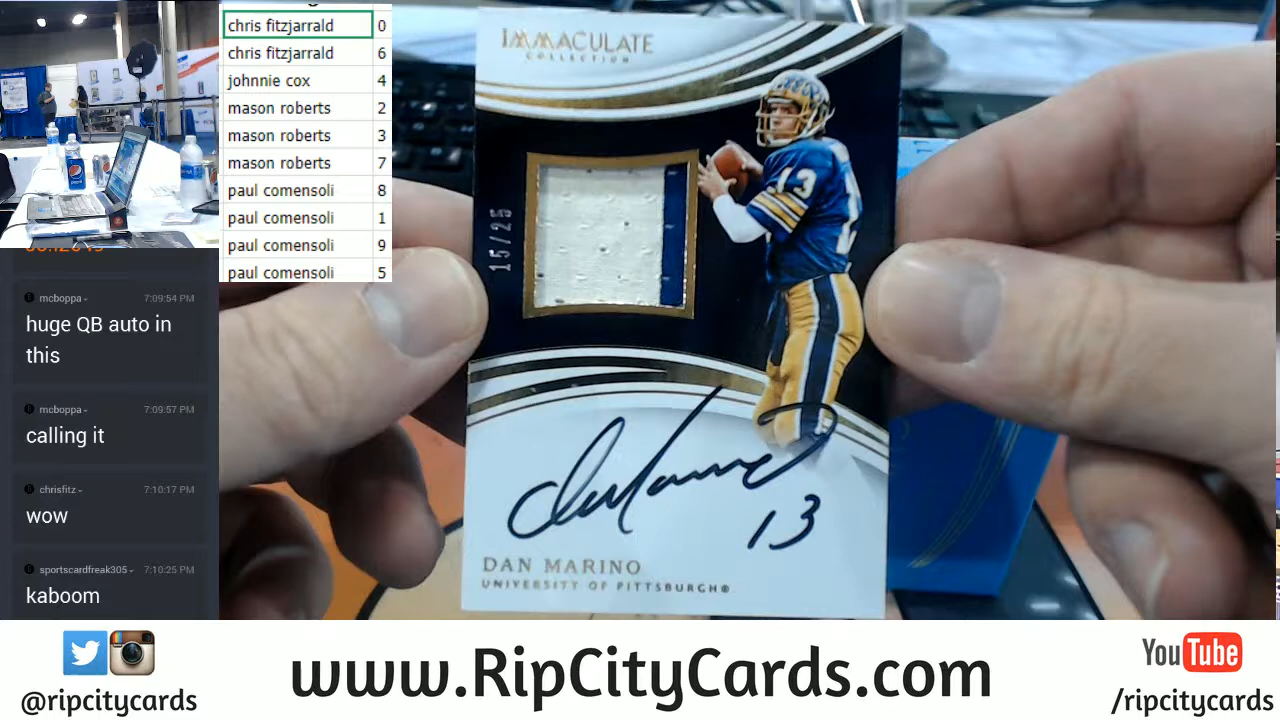 chris fitzjarrald 0
chris fitzjarrald 6
johnnie cox 4
mason roberts 2
mason roberts 3
mason roberts 7
paul comensoli 8
paul comensoli 1
paul comensoli 9
paul comensoli 5
mcboppa 7:09:54 PM
huge QB auto in
this
mcboppa 7:09:57 PM
calling it
chrisfitz 7:10:17 PM
wow
sportscardfreak305 7:10:25 PM
kaboom
IMMACULATE
COLLECTION
15/25
13
Dan Marino
13
DAN MARINO
UNIVERSITY OF PITTSBURGH®
@ripcitycards
www.RipCityCards.com
YouTube
/ripcitycards